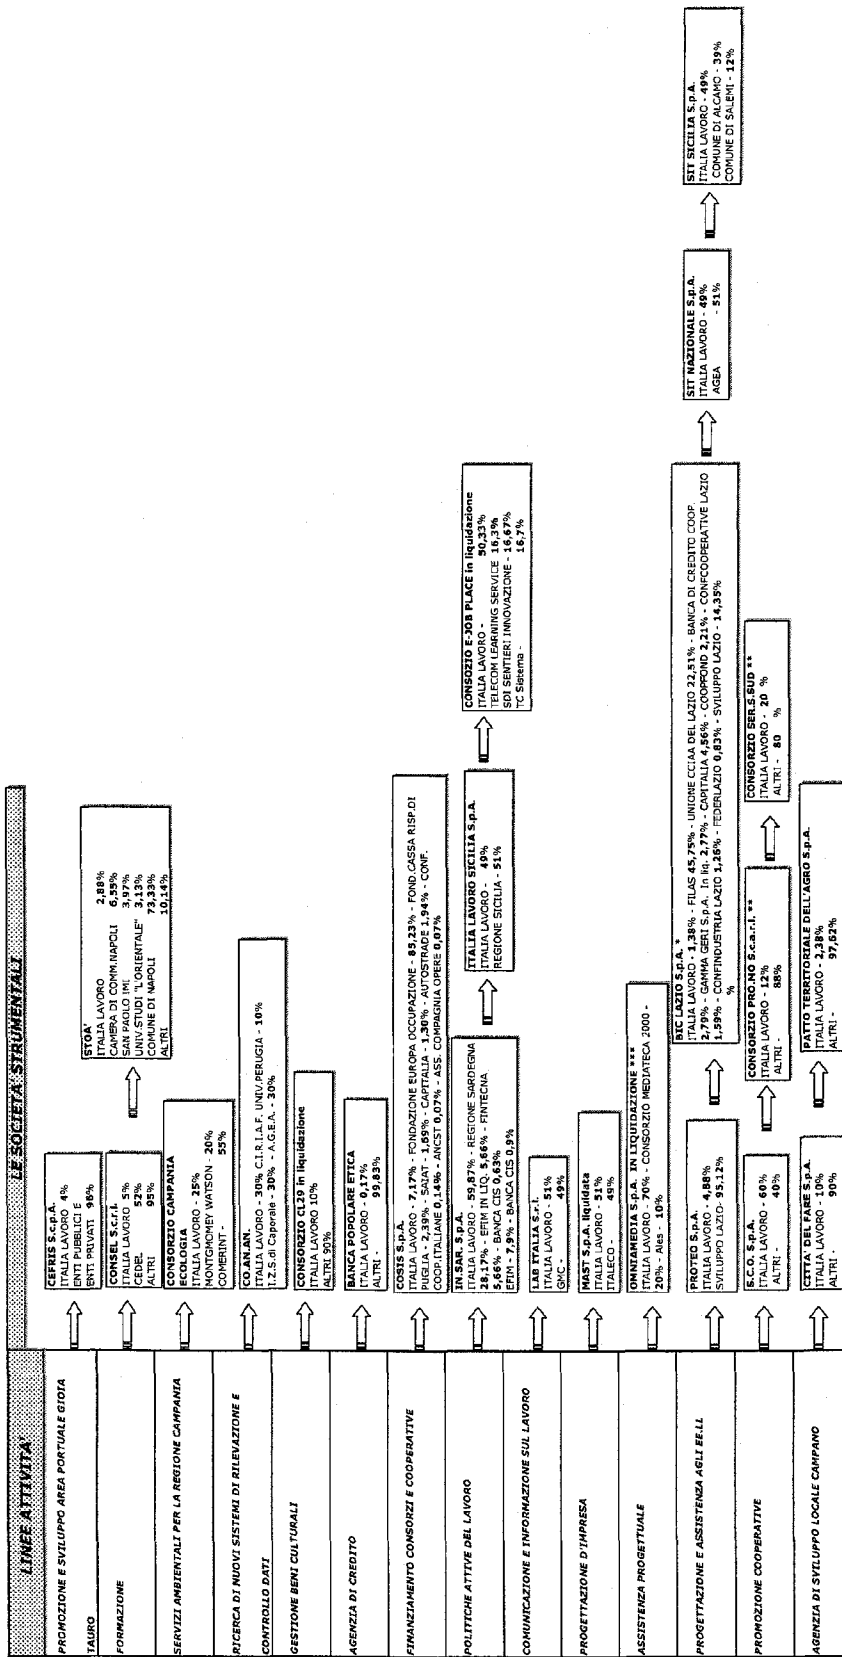 LINEE ATTIVITA'
LE SOCIETA' STRUMENTALI
PROMOZIONE E SVILUPPO AREA PORTUALE GIOIA
TAURO
CEFRIS S.c.p.A.
ITALIA LAVORO 4%
ENTI PUBBLICI E
ENTI PRIVATI 96%
FORMAZIONE
CONSEL S.c.r.l.
ITALIA LAVORO 5%
CEDEL 52%
ALTRI 95%
STOA'
ITALIA LAVORO 2,88%
CAMERA DI COMM.NAPOLI 6,55%
SAN PAOLO IMI 3,97%
UNIV.STUDI "L'ORIENTALE" 3,13%
COMUNE DI NAPOLI 73,33%
ALTRI 10,14%
SERVIZI AMBIENTALI PER LA REGIONE CAMPANIA
CONSORZIO CAMPANIA
ECOLOGIA
ITALIA LAVORO - 25%
MONTGMOMEY WATSON - 20%
COMERINT - 55%
RICERCA DI NUOVI SISTEMI DI RILEVAZIONE E
CONTROLLO DATI
CO.AN.AN.
ITALIA LAVORO - 30% C.I.R.I.A.F. UNIV.PERUGIA - 10%
I.Z.S.di Caporale - 30% - A.G.E.A. - 30%
GESTIONE BENI CULTURALI
CONSORZIO CL29 in liquidazione
ITALIA LAVORO 10%
ALTRI 90%
AGENZIA DI CREDITO
BANCA POPOLARE ETICA
ITALIA LAVORO - 0,17%
ALTRI - 99,83%
FINANZIAMENTO CONSORZI E COOPERATIVE
COSIS S.p.A.
ITALIA LAVORO - 7,17% - FONDAZIONE EUROPA OCCUPAZIONE - 85,23% - FOND.CASSA RISP.DI
PUGLIA - 2,39% - SAIAT - 1,69% - CAPITALIA - 1,30% - AUTOSTRADE 1,94% - CONF.
COOP.ITALIANE 0,14% - ANCST 0,07% - ASS. COMPAGNIA OPERE 0,07%
POLITICHE ATTIVE DEL LAVORO
IN.SAR. S.p.A.
ITALIA LAVORO - 59,87% - REGIONE SARDEGNA
28,17% - EFIM IN LIQ. 5,66% - FINTECNA
5,66% - BANCA CIS 0,63%
EFIM - 7,9% - BANCA CIS 0,9%
ITALIA LAVORO SICILIA S.p.A.
ITALIA LAVORO - 49%
REGIONE SICILIA - 51%
CONSOZIO E-JOB PLACE in liquidazione
ITALIA LAVORO - 50,33%
TELECOM LEARNING SERVICE 16,3%
SDI SENTIERI INNOVAZIONE - 16,67%
TC Sistema - 16,7%
COMUNICAZIONE E INFORMAZIONE SUL LAVORO
LAB ITALIA S.r.l.
ITALIA LAVORO - 51%
GMC - 49%
PROGETTAZIONE D'IMPRESA
MAST S.p.A. liquidata
ITALIA LAVORO - 51%
ITALECO - 49%
ASSISTENZA PROGETTUALE
OMNIAMEDIA S.p.A. IN LIQUIDAZIONE ***
ITALIA LAVORO - 70% - CONSORZIO MEDIATECA 2000 -
20% - Ales - 10%
PROGETTAZIONE E ASSISTENZA AGLI EE.LL
PROTEO S.p.A.
ITALIA LAVORO - 4,88%
SVILUPPO LAZIO- 95,12%
BIC LAZIO S.p.A. *
ITALIA LAVORO - 1,38% - FILAS 45,75% - UNIONE CCIAA DEL LAZIO 22,51% - BANCA DI CREDITO COOP.
2,79% - GAMMA GERI S.p.A. In liq. 2,77% - CAPITALIA 4,56% - COOPFOND 2,21% - CONFCOOPERATIVE LAZIO
1,59% - CONFINDUSTRIA LAZIO 1,26% - FEDERLAZIO 0,83% - SVILUPPO LAZIO - 14,35%
%
SIT NAZIONALE S.p.A.
ITALIA LAVORO - 49%
AGEA - 51%
SIT SICILIA S.p.A.
ITALIA LAVORO - 49%
COMUNE DI ALCAMO - 39%
COMUNE DI SALEMI - 12%
PROMOZIONE COOPERATIVE
S.C.O. S.p.A.
ITALIA LAVORO - 60%
ALTRI - 40%
CONSORZIO PRO.MO S.c.a.r.l. **
ITALIA LAVORO - 12%
ALTRI - 88%
CONSORZIO SER.S.SUD **
ITALIA LAVORO - 20 %
ALTRI - 80 %
AGENZIA DI SVILUPPO LOCALE CAMPANO
CITTA' DEL FARE S.p.A.
ITALIA LAVORO - 10%
ALTRI - 90%
PATTO TERRITORIALE DELL'AGRO S.p.A.
ITALIA LAVORO - 2,38%
ALTRI - 97,62%